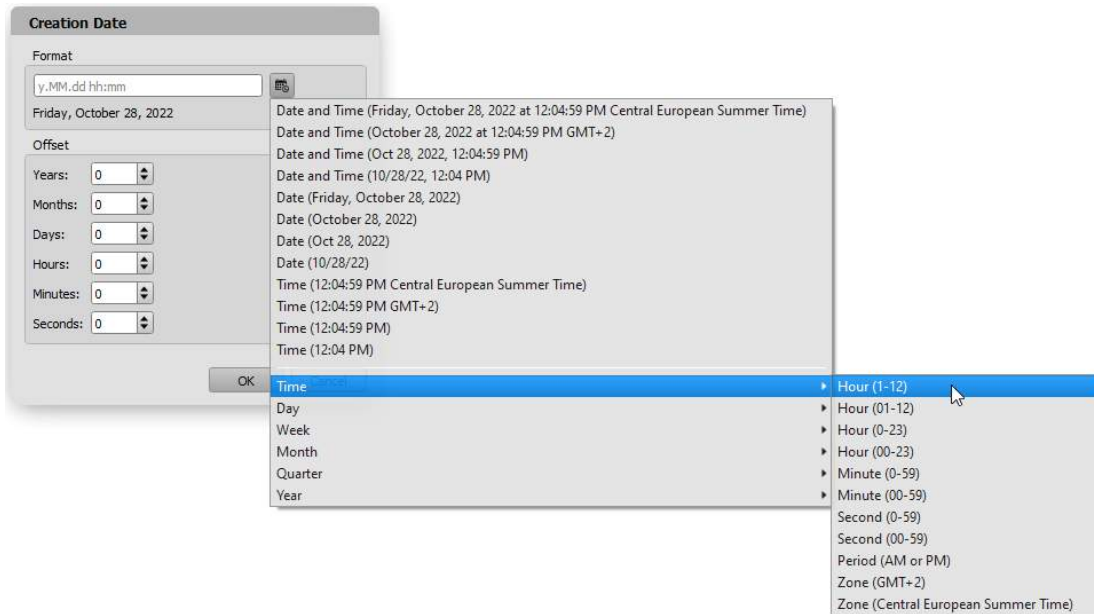 Creation Date
Format
y.MM.dd hh:mm
Friday, October 28, 2022
Date and Time (Friday, October 28, 2022 at 12:04:59 PM Central European Summer Time)
Date and Time (October 28, 2022 at 12:04:59 PM GMT+2)
Date and Time (Oct 28, 2022, 12:04:59 PM)
Date and Time (10/28/22, 12:04 PM)
Date (Friday, October 28, 2022)
Date (October 28, 2022)
Date (Oct 28, 2022)
Date (10/28/22)
Time (12:04:59 PM Central European Summer Time)
Time (12:04:59 PM GMT+2)
Time (12:04:59 PM)
Time (12:04 PM)
Offset
Years: 0
Months: 0
Days: 0
Hours: 0
Minutes: 0
Seconds: 0
OK
Cancel
Time
Day
Week
Month
Quarter
Year
Hour (1-12)
Hour (01-12)
Hour (0-23)
Hour (00-23)
Minute (0-59)
Minute (00-59)
Second (0-59)
Second (00-59)
Period (AM or PM)
Zone (GMT+2)
Zone (Central European Summer Time)